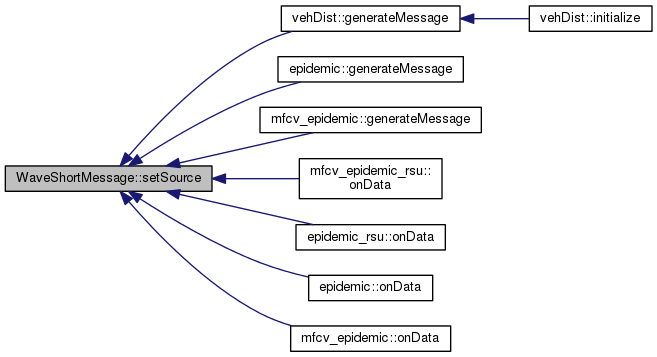 vehDist::generateMessage
vehDist::initialize
epidemic::generateMessage
mfcv_epidemic::generateMessage
WaveShortMessage::setSource
mfcv_epidemic_rsu::
onData
epidemic_rsu::onData
epidemic::onData
mfcv_epidemic::onData